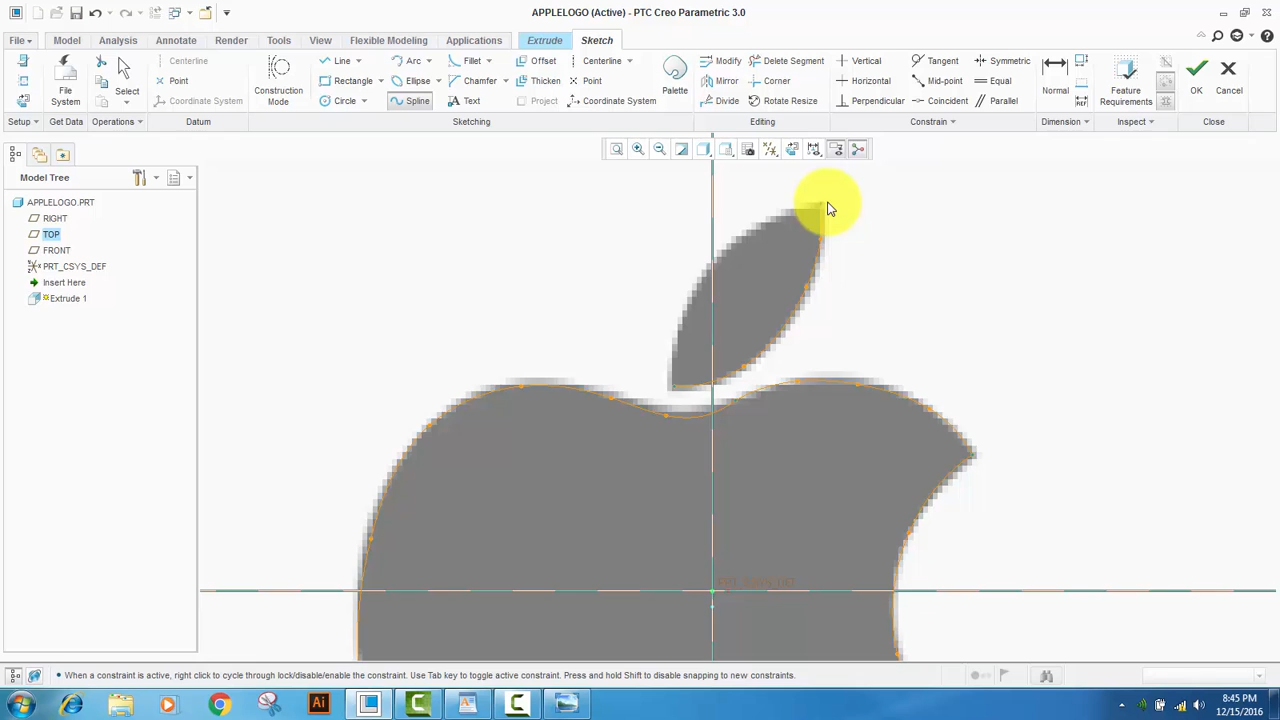 APPLELOGO (Active) - PTC Creo Parametric 3.0
File Model Analysis Annotate Render Tools View Flexible Modeling Applications Extrude Sketch
File System
Select
Centerline
Point
Coordinate System
Construction Mode
Line Arc Fillet Offset Centerline
Rectangle Ellipse Chamfer Thicken Point
Circle Spline Text Project Coordinate System
Palette
Modify Delete Segment
Mirror Corner
Divide Rotate Resize
Vertical Tangent Symmetric
Horizontal Mid-point Equal
Perpendicular Coincident Parallel
Normal
Feature Requirements
OK Cancel
Setup Get Data Operations Datum Sketching Editing Constrain Dimension Inspect Close
Model Tree
APPLELOGO.PRT
RIGHT
TOP
FRONT
PRT_CSYS_DEF
Insert Here
Extrude 1
PRT_CSYS_DEF
When a constraint is active, right click to cycle through lock/disable/enable the constraint. Use Tab key to toggle active constraint. Press and hold Shift to disable snapping to new constraints.
Ai
8:45 PM
12/15/2016